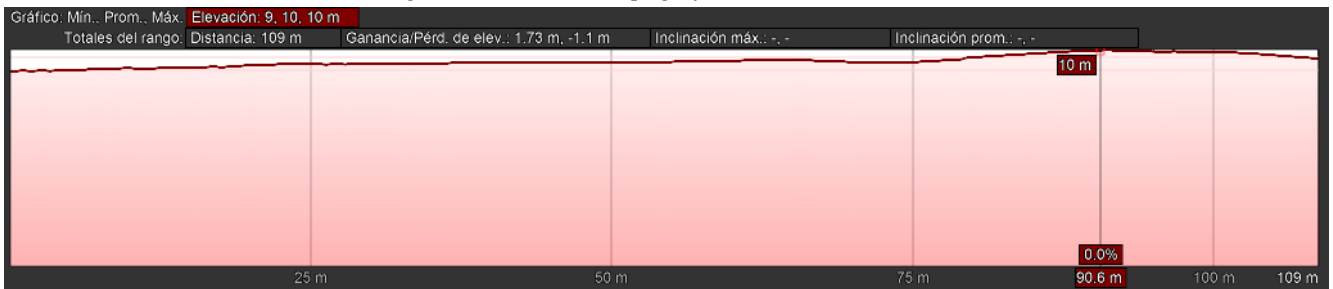 Gráfico: Mín., Prom., Máx. Elevación: 9, 10, 10 m
Totales del rango: Distancia: 109 m Ganancia/Pérd. de elev.: 1.73 m, -1.1 m Inclinación máx.: -, - Inclinación prom.: -, -
10 m
0.0%
25 m 50 m 75 m 90.6 m 100 m 109 m